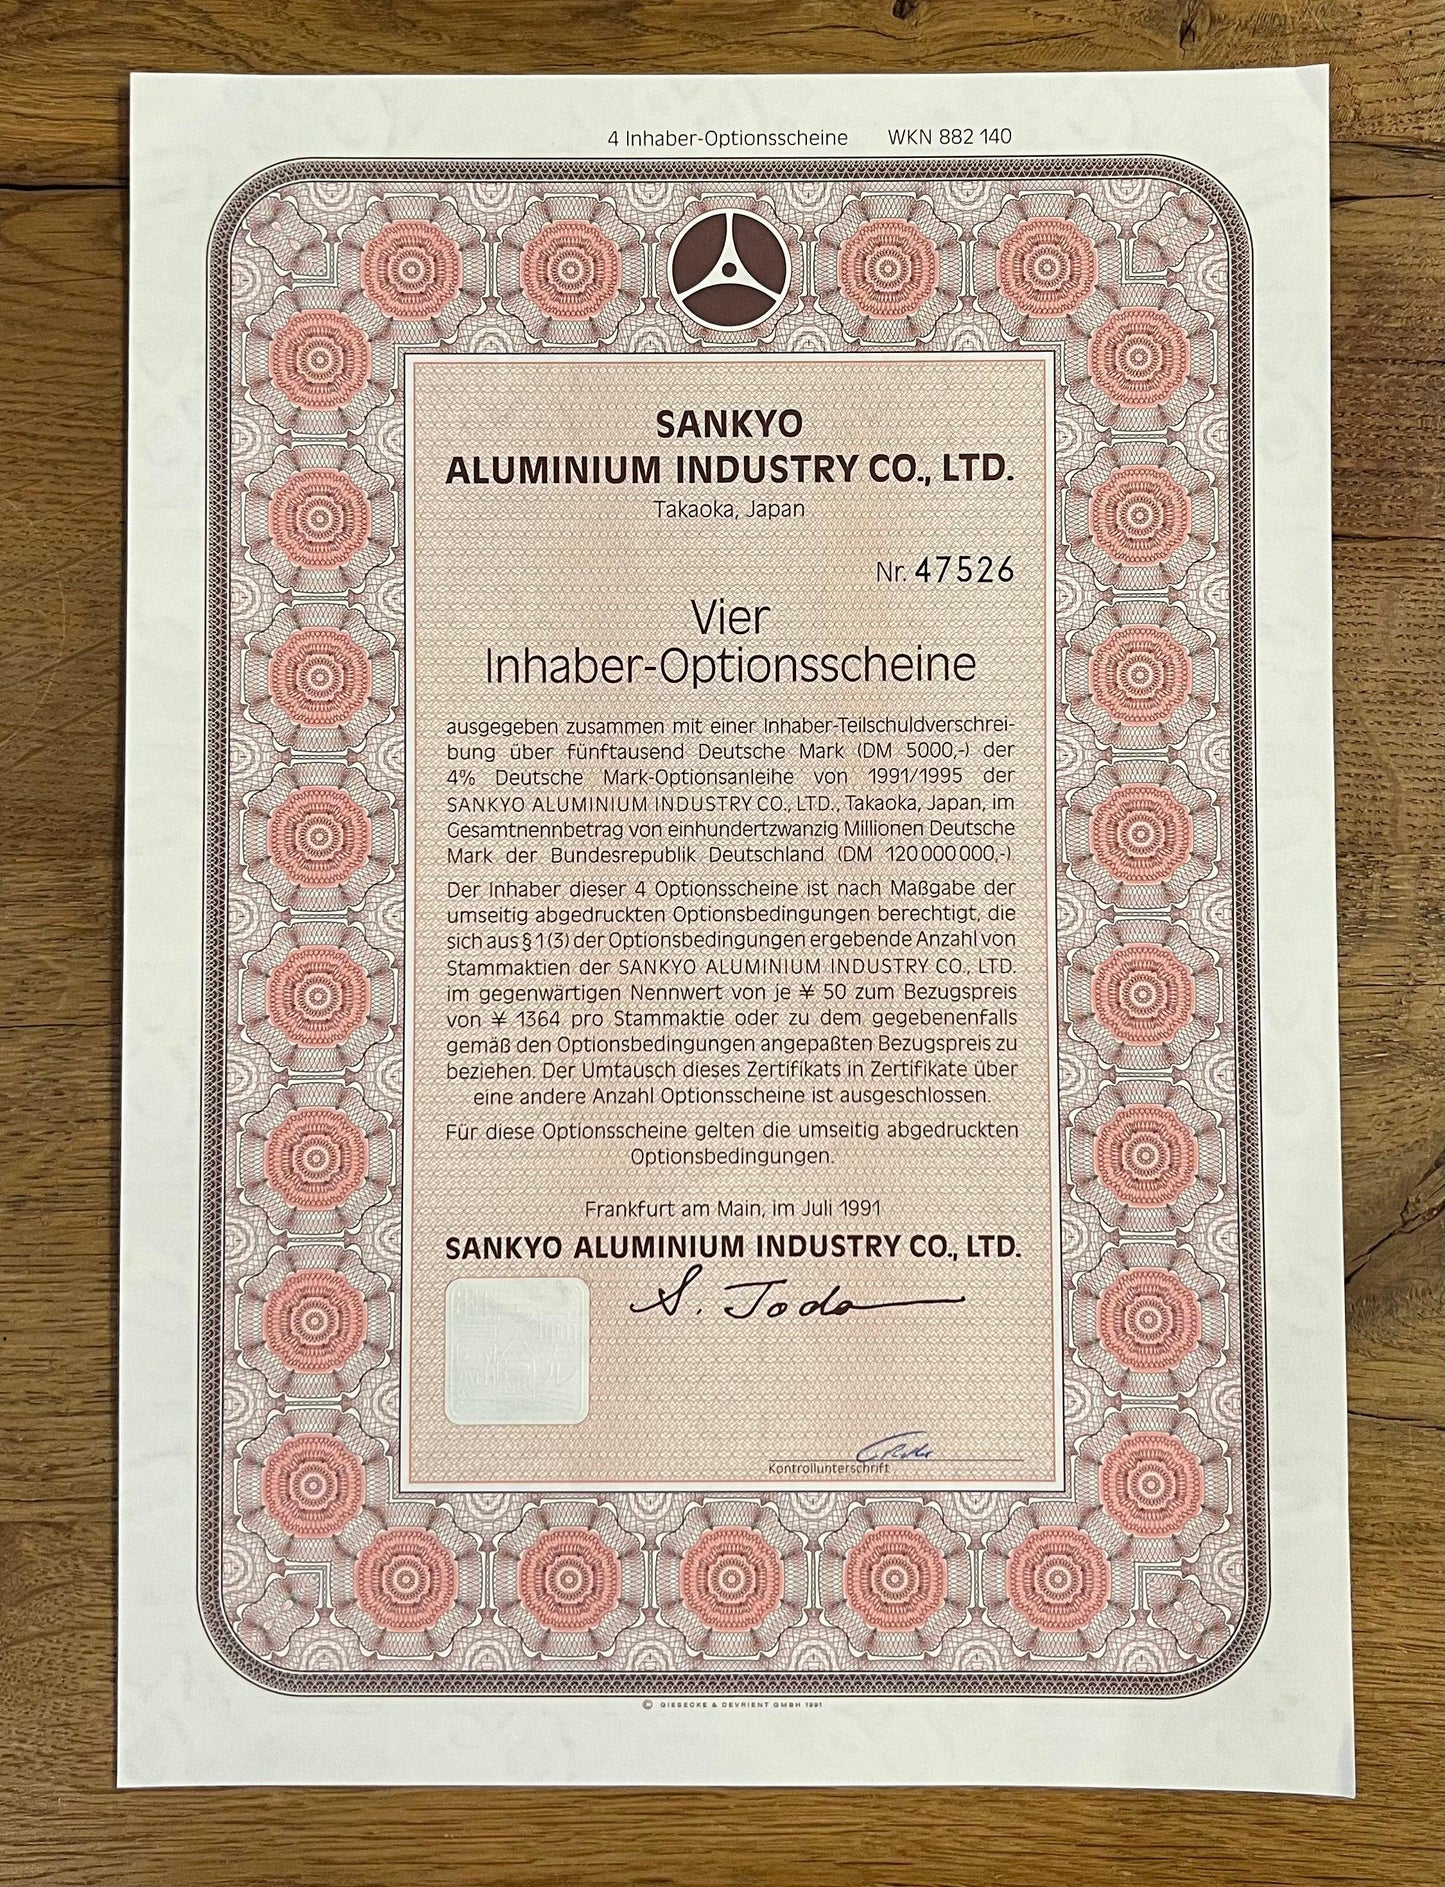 4 Inhaber-Optionsscheine WKN 882 140
SANKYO
ALUMINIUM INDUSTRY CO., LTD.
Takaoka, Japan
Nr. 47526
Vier
Inhaber-Optionsscheine
ausgegeben zusammen mit einer Inhaber-Teilschuldverschrei-
bung über fünftausend Deutsche Mark (DM 5000,-) der
4% Deutsche Mark-Optionsanleihe von 1991/1995 der
SANKYO ALUMINIUM INDUSTRY CO., LTD., Takaoka, Japan, im
Gesamtnennbetrag von einhundertzwanzig Millionen Deutsche
Mark der Bundesrepublik Deutschland (DM 120000000,-).
Der Inhaber dieser 4 Optionsscheine ist nach Maßgabe der
umseitig abgedruckten Optionsbedingungen berechtigt, die
sich aus § 1 (3) der Optionsbedingungen ergebende Anzahl von
Stammaktien der SANKYO ALUMINIUM INDUSTRY CO., LTD.
im gegenwärtigen Nennwert von je ¥ 50 zum Bezugspreis
von ¥ 1364 pro Stammaktie oder zu dem gegebenenfalls
gemäß den Optionsbedingungen angepaßten Bezugspreis zu
beziehen. Der Umtausch dieses Zertifikats in Zertifikate über
eine andere Anzahl Optionsscheine ist ausgeschlossen.
Für diese Optionsscheine gelten die umseitig abgedruckten
Optionsbedingungen.
Frankfurt am Main, im Juli 1991
SANKYO ALUMINIUM INDUSTRY CO., LTD.
S. Toda
Kontrollunterschrift
© GIESECKE & DEVRIENT GMBH 1991